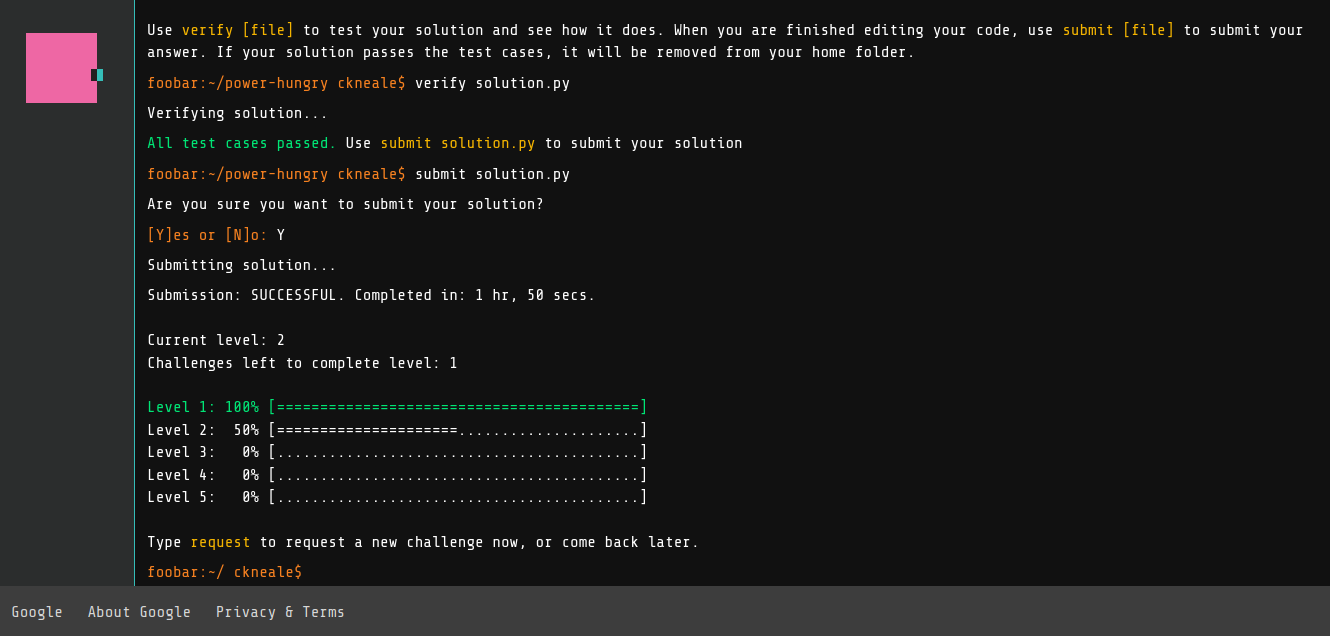 Use verify [file] to test your solution and see how it does. When you are finished editing your code, use submit [file] to submit your
answer. If your solution passes the test cases, it will be removed from your home folder.
foobar:~/power-hungry ckneale$ verify solution.py
Verifying solution...
All test cases passed. Use submit solution.py to submit your solution
foobar:~/power-hungry ckneale$ submit solution.py
Are you sure you want to submit your solution?
[Y]es or [N]o: Y
Submitting solution...
Submission: SUCCESSFUL. Completed in: 1 hr, 50 secs.
Current level: 2
Challenges left to complete level: 1
Level 1: 100% [==========================================]
Level 2:  50% [=====================.....................]
Level 3:   0% [..........................................]
Level 4:   0% [..........................................]
Level 5:   0% [..........................................]
Type request to request a new challenge now, or come back later.
foobar:~/ ckneale$
Google About Google Privacy & Terms